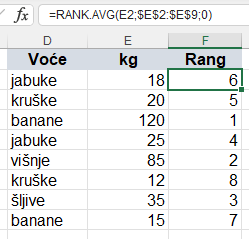 fx =RANK.AVG(E2;$E$2:$E$9;0)
D E F
Voće kg Rang
jabuke 18 6
kruške 20 5
banane 120 1
jabuke 25 4
višnje 85 2
kruške 12 8
šljive 35 3
banane 15 7